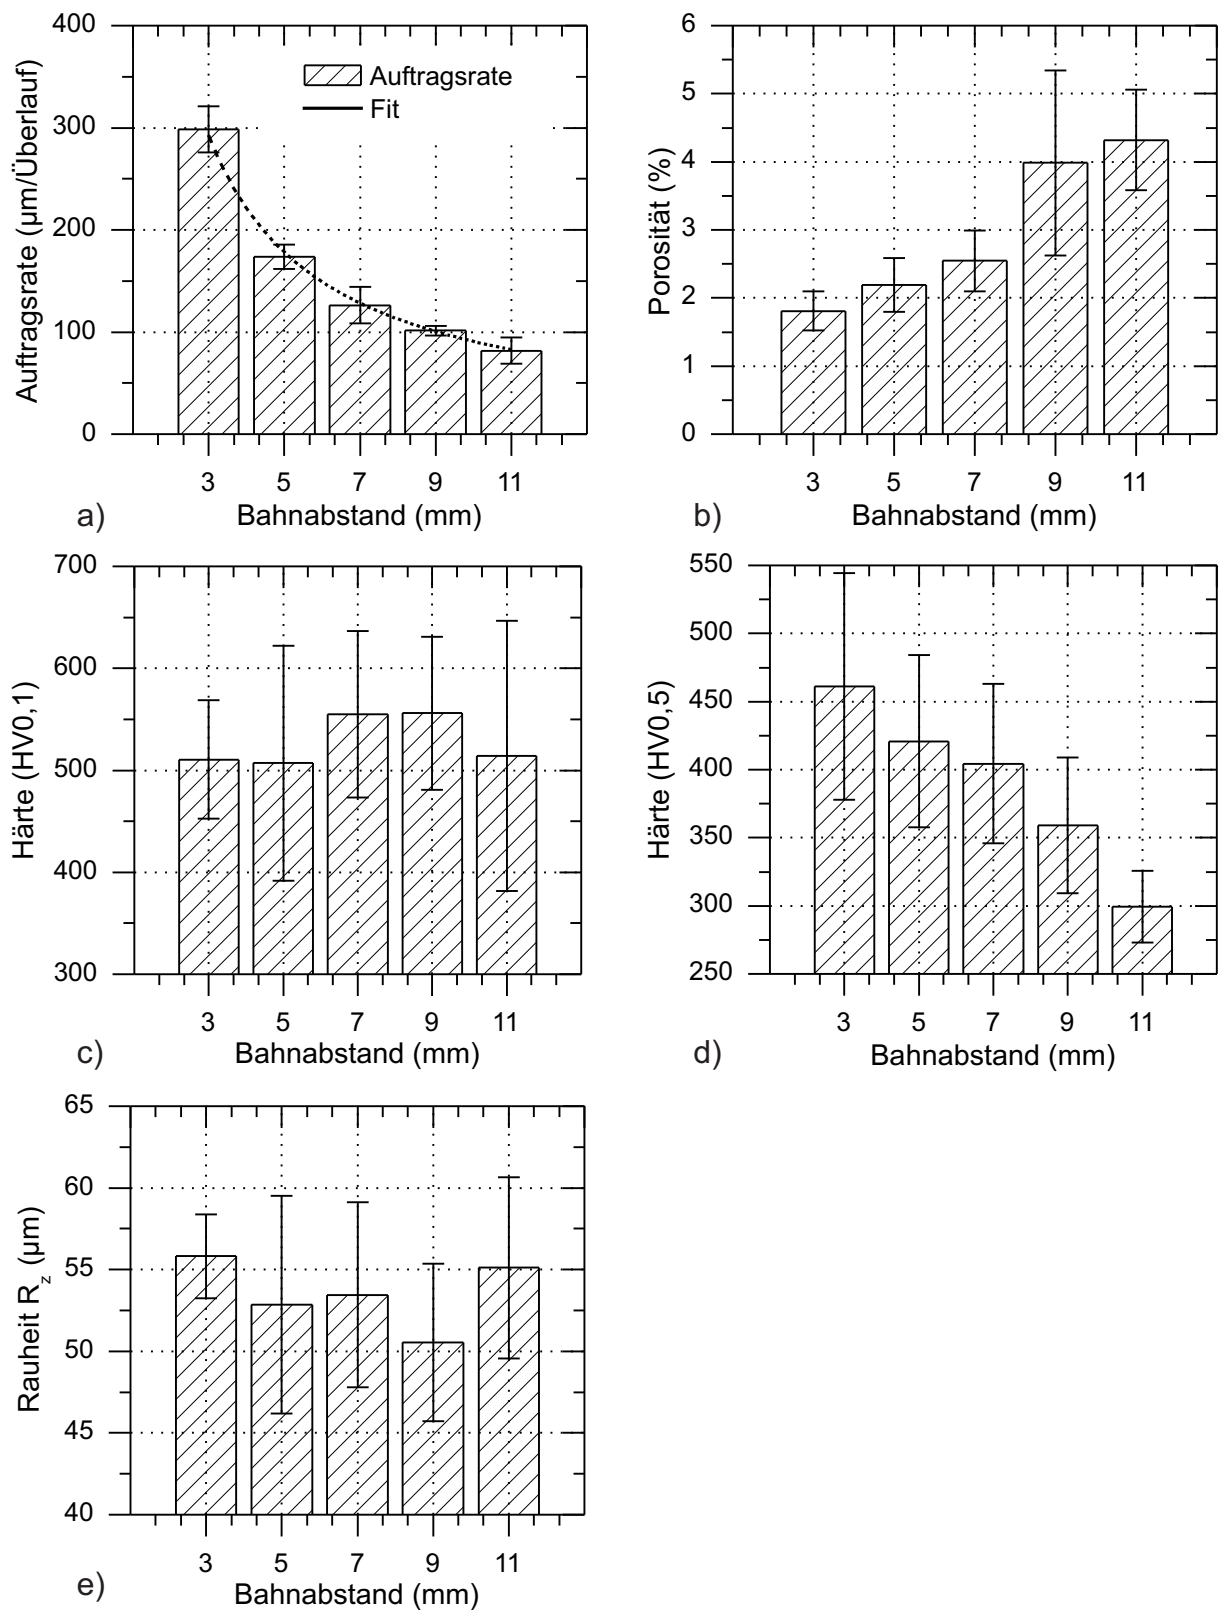 400
300
200
100
0
Auftragsrate (µm/Überlauf)
Auftragsrate
Fit
3 5 7 9 11
Bahnabstand (mm)
a)
6
5
4
3
2
1
0
Porosität (%)
3 5 7 9 11
Bahnabstand (mm)
b)
700
600
500
400
300
Härte (HV0,1)
3 5 7 9 11
Bahnabstand (mm)
c)
550
500
450
400
350
300
250
Härte (HV0,5)
3 5 7 9 11
Bahnabstand (mm)
d)
65
60
55
50
45
40
Rauheit Rz (µm)
3 5 7 9 11
Bahnabstand (mm)
e)